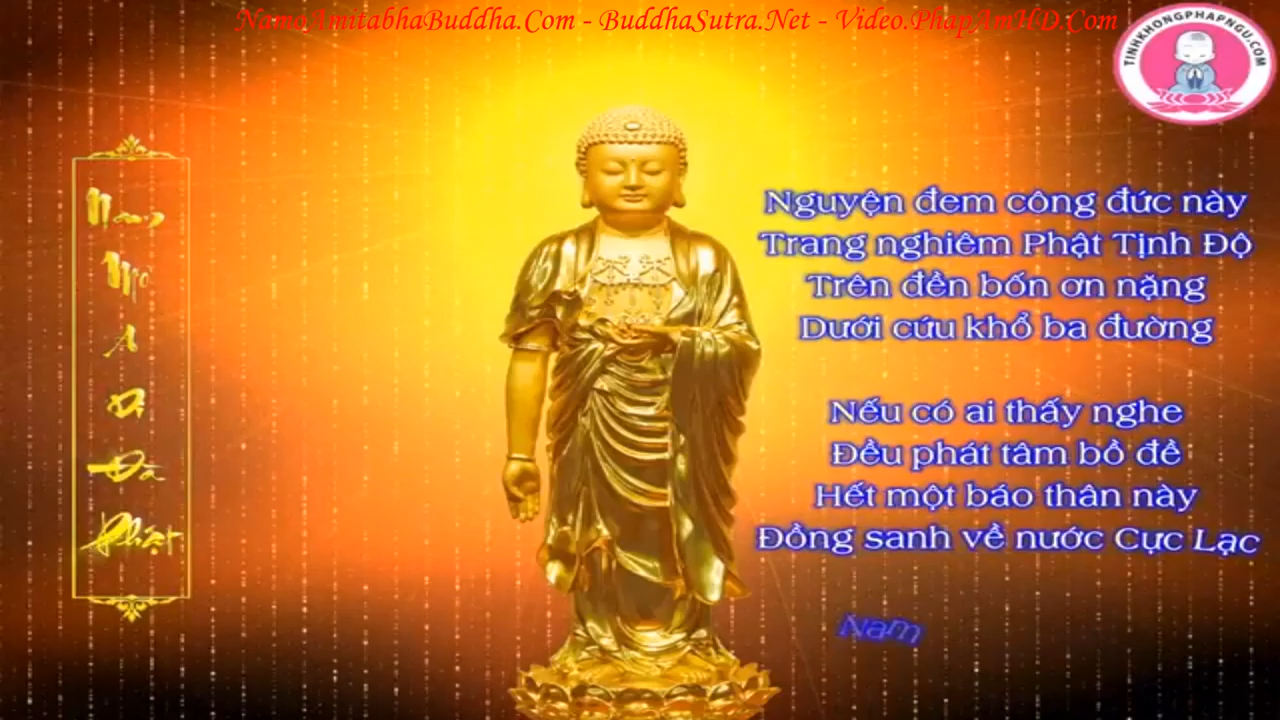 NamoAmitabhaBuddha.Com - BuddhaSutra.Net - Video.PhapAmHD.Com
TINHKHONGPHAPNGU.COM
Nam
Mô
A
Di
Đà
Phật
Nguyện đem công đức này
Trang nghiêm Phật Tịnh Độ
Trên đền bốn ơn nặng
Dưới cứu khổ ba đường
Nếu có ai thấy nghe
Đều phát tâm bồ đề
Hết một báo thân này
Đồng sanh về nước Cực Lạc
Nam